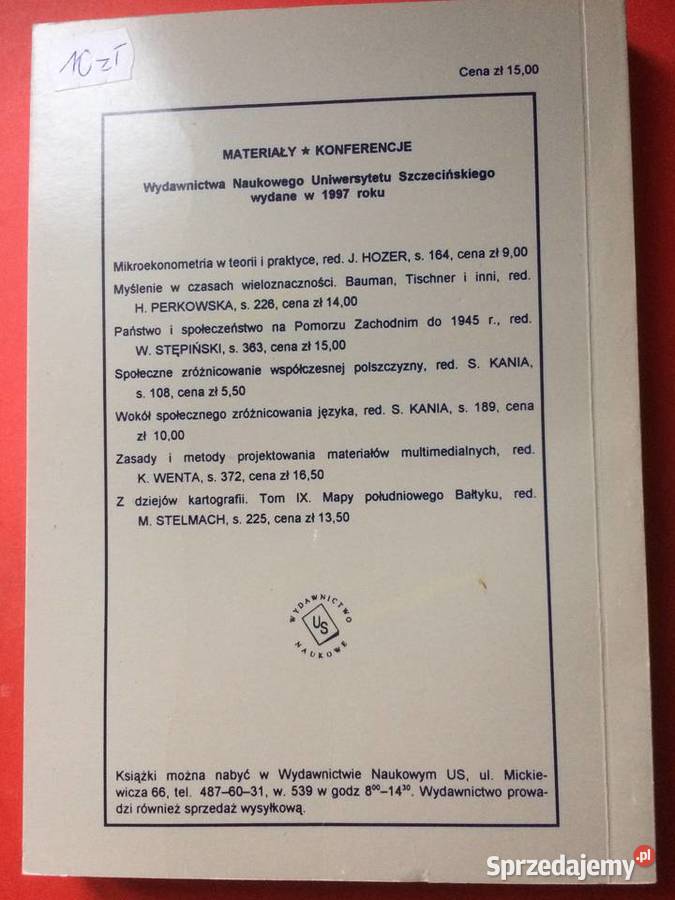 10 zł
Cena zł 15,00
MATERIAŁY ★ KONFERENCJE
Wydawnictwa Naukowego Uniwersytetu Szczecińskiego
wydane w 1997 roku
Mikroekonometria w teorii i praktyce, red. J. HOZER, s. 164, cena zł 9,00
Myślenie w czasach wieloznaczności. Bauman, Tischner i inni, red.
H. PERKOWSKA, s. 226, cena zł 14,00
Państwo i społeczeństwo na Pomorzu Zachodnim do 1945 r., red.
W. STĘPIŃSKI, s. 363, cena zł 15,00
Społeczne zróżnicowanie współczesnej polszczyzny, red. S. KANIA,
s. 108, cena zł 5,50
Wokół społecznego zróżnicowania języka, red. S. KANIA, s. 189, cena
zł 10,00
Zasady i metody projektowania materiałów multimedialnych, red.
K. WENTA, s. 372, cena zł 16,50
Z dziejów kartografii. Tom IX. Mapy południowego Bałtyku, red.
M. STELMACH, s. 225, cena zł 13,50
WYDAWNICTWO
US
NAUKOWE
Książki można nabyć w Wydawnictwie Naukowym US, ul. Mickie-
wicza 66, tel. 487-60-31, w. 539 w godz 8⁰⁰-14³⁰. Wydawnictwo prowa-
dzi również sprzedaż wysyłkową.
Sprzedajemy.pl